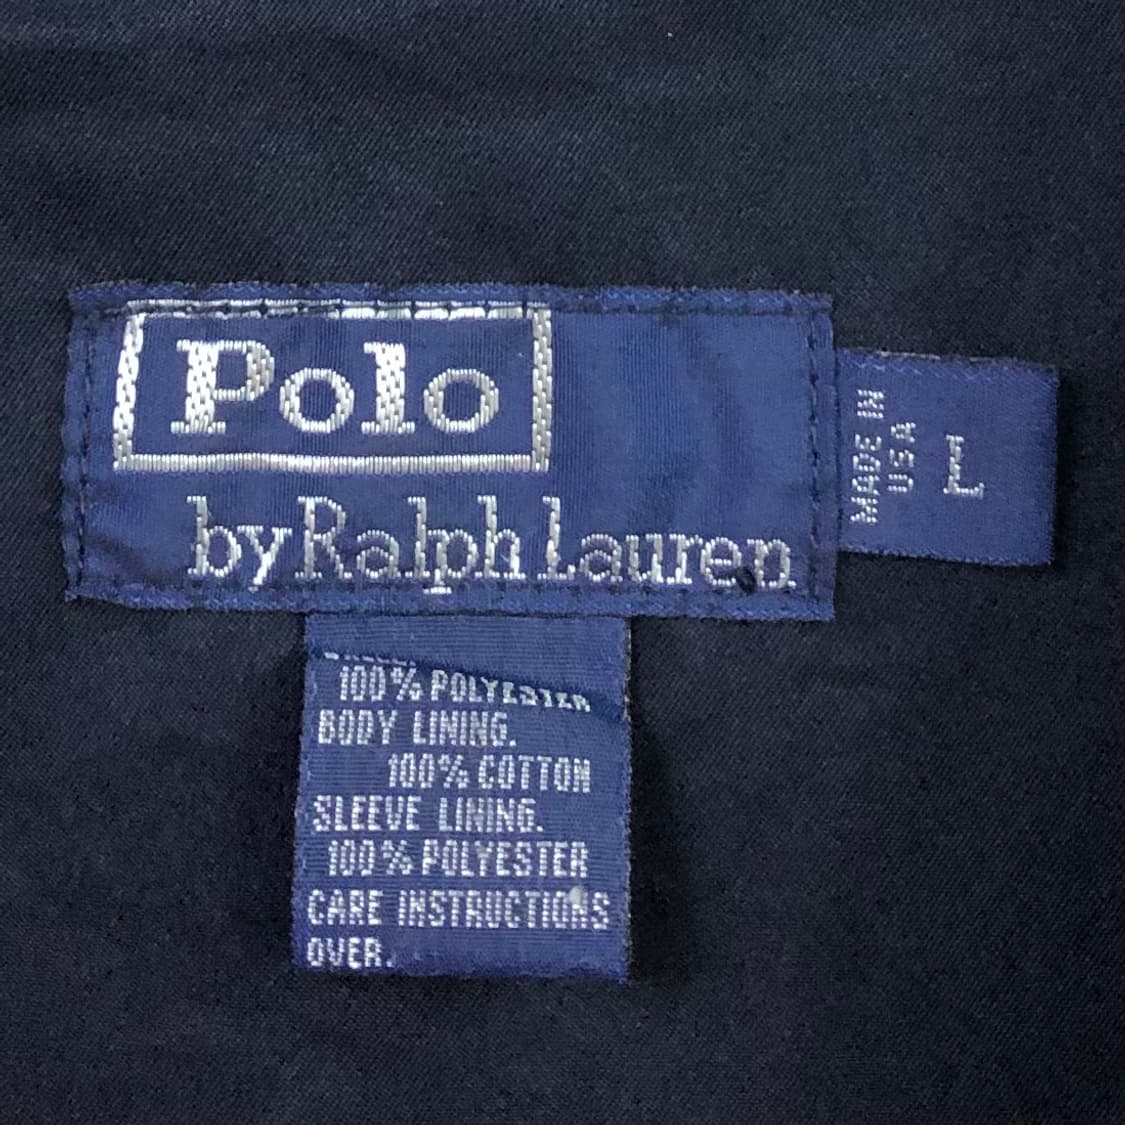 Polo
by Ralph Lauren
MADE IN
USA
L
100% POLYESTER
BODY LINING.
100% COTTON
SLEEVE LINING.
100% POLYESTER
CARE INSTRUCTIONS
OVER.